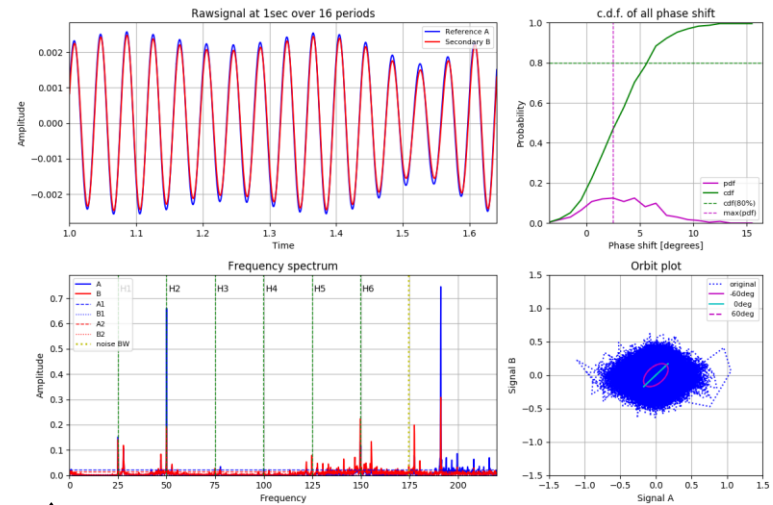 Rawsignal at 1sec over 16 periods
Amplitude
0.002
0.001
0.000
−0.001
−0.002
Reference A
Secondary B
1.0
1.1
1.2
1.3
1.4
1.5
1.6
Time
c.d.f. of all phase shift
Probability
1.0
0.8
0.6
0.4
0.2
0.0
pdf
cdf
cdf(80%)
max(pdf)
0
5
10
15
Phase shift [degrees]
Frequency spectrum
Amplitude
0.7
0.6
0.5
0.4
0.3
0.2
0.1
0.0
A
B
A1
B1
A2
B2
noise BW
H1
H2
H3
H4
H5
H6
0
25
50
75
100
125
150
175
200
Frequency
Orbit plot
Signal B
1.5
1.0
0.5
0.0
−0.5
−1.0
−1.5
original
-60deg
0deg
60deg
−1.5
−1.0
−0.5
0.0
0.5
1.0
1.5
Signal A